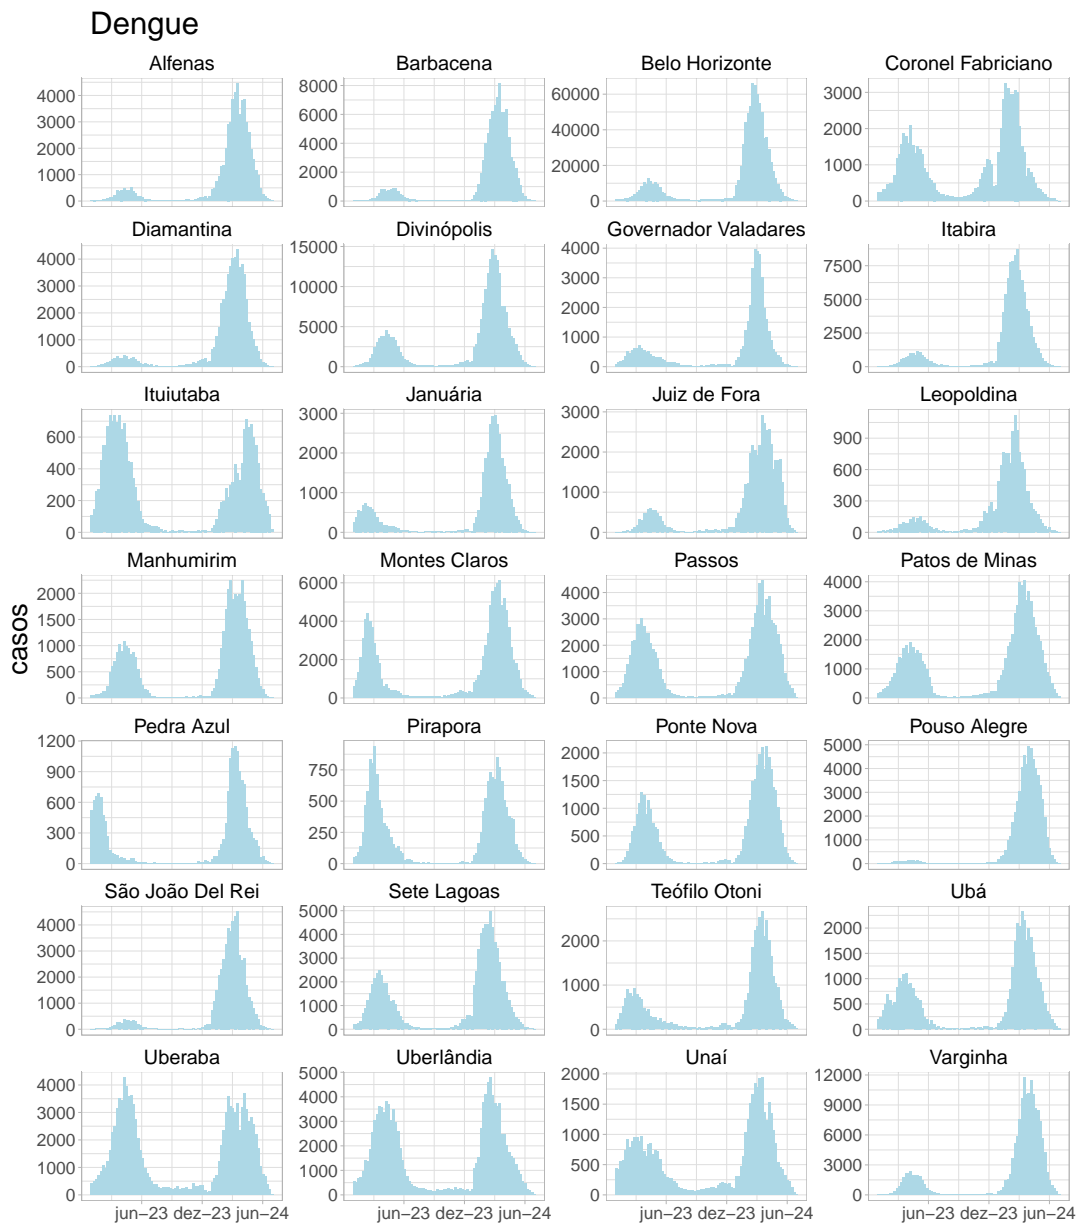 Dengue
Alfenas Barbacena Belo Horizonte Coronel Fabriciano
4000 3000 2000 1000 0
8000 6000 4000 2000 0
60000 40000 20000 0
3000 2000 1000 0
Diamantina Divinópolis Governador Valadares Itabira
4000 3000 2000 1000 0
15000 10000 5000 0
4000 3000 2000 1000 0
7500 5000 2500 0
Ituiutaba Januária Juiz de Fora Leopoldina
600 400 200 0
3000 2000 1000 0
3000 2000 1000 0
900 600 300 0
Manhumirim Montes Claros Passos Patos de Minas
2000 1500 1000 500 0
6000 4000 2000 0
4000 3000 2000 1000 0
4000 3000 2000 1000 0
casos
Pedra Azul Pirapora Ponte Nova Pouso Alegre
1200 900 600 300 0
750 500 250 0
2000 1500 1000 500 0
5000 4000 3000 2000 1000 0
São João Del Rei Sete Lagoas Teófilo Otoni Ubá
4000 3000 2000 1000 0
5000 4000 3000 2000 1000 0
2000 1000 0
2000 1500 1000 500 0
Uberaba Uberlândia Unaí Varginha
4000 3000 2000 1000 0
5000 4000 3000 2000 1000 0
2000 1500 1000 500 0
12000 9000 6000 3000 0
jun−23 dez−23 jun−24 jun−23 dez−23 jun−24 jun−23 dez−23 jun−24 jun−23 dez−23 jun−24